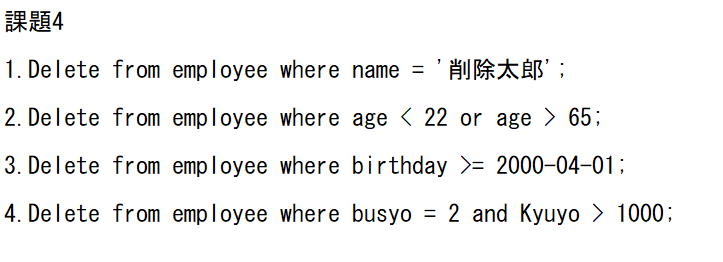 課題4
1.Delete from employee where name = '削除太郎';
2.Delete from employee where age < 22 or age > 65;
3.Delete from employee where birthday >= 2000-04-01;
4.Delete from employee where busyo = 2 and Kyuyo > 1000;